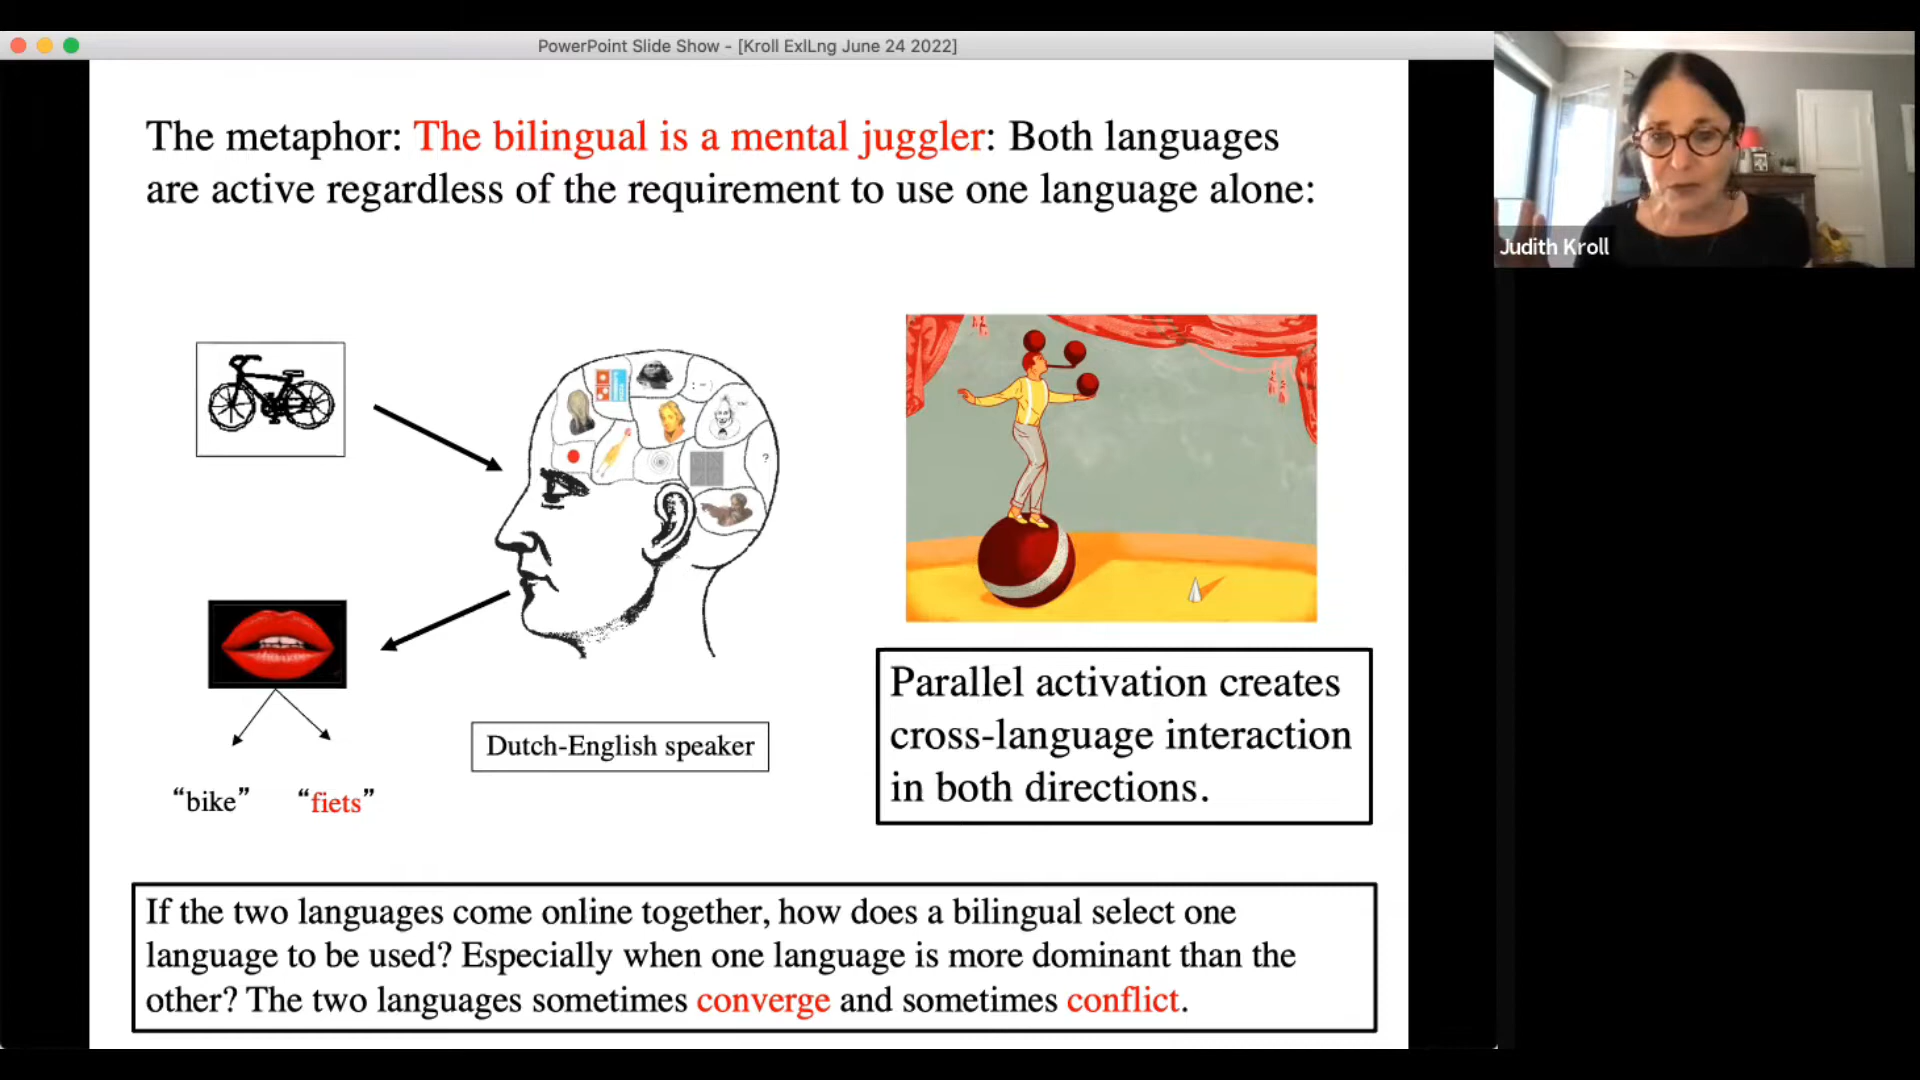 PowerPoint Slide Show - [Kroll ExlLng June 24 2022]
The metaphor: The bilingual is a mental juggler: Both languages
are active regardless of the requirement to use one language alone:
Judith Kroll
?
Dutch-English speaker
“bike” “fiets”
Parallel activation creates
cross-language interaction
in both directions.
If the two languages come online together, how does a bilingual select one
language to be used? Especially when one language is more dominant than the
other? The two languages sometimes converge and sometimes conflict.